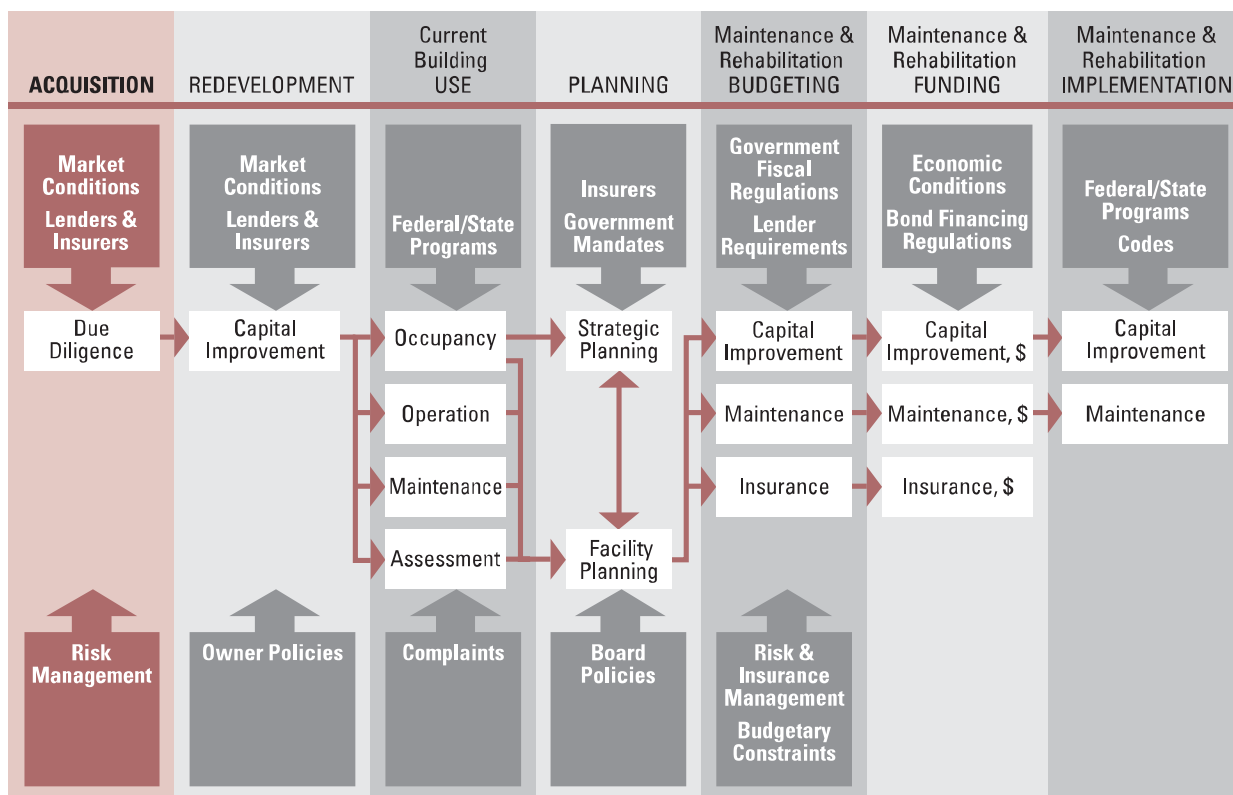 ACQUISITION
REDEVELOPMENT
Current
Building
USE
PLANNING
Maintenance &
Rehabilitation
BUDGETING
Maintenance &
Rehabilitation
FUNDING
Maintenance &
Rehabilitation
IMPLEMENTATION
Market
Conditions
Lenders &
Insurers
Market
Conditions
Lenders &
Insurers
Federal/State
Programs
Insurers
Government
Mandates
Government
Fiscal
Regulations
Lender
Requirements
Economic
Conditions
Bond Financing
Regulations
Federal/State
Programs
Codes
Due
Diligence
Capital
Improvement
Occupancy
Strategic
Planning
Capital
Improvement
Capital
Improvement, $
Capital
Improvement
Operation
Maintenance
Maintenance, $
Maintenance
Maintenance
Insurance
Insurance, $
Assessment
Facility
Planning
Risk
Management
Owner Policies
Complaints
Board
Policies
Risk &
Insurance
Management
Budgetary
Constraints